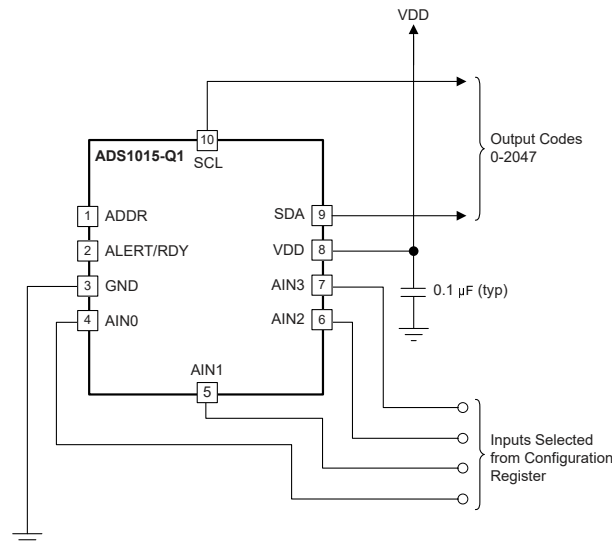 VDD
10
ADS1015-Q1
SCL
Output Codes
0-2047
1 ADDR
SDA 9
2 ALERT/RDY
VDD 8
3 GND
AIN3 7
0.1 μF (typ)
4 AIN0
AIN2 6
AIN1
5
Inputs Selected
from Configuration
Register